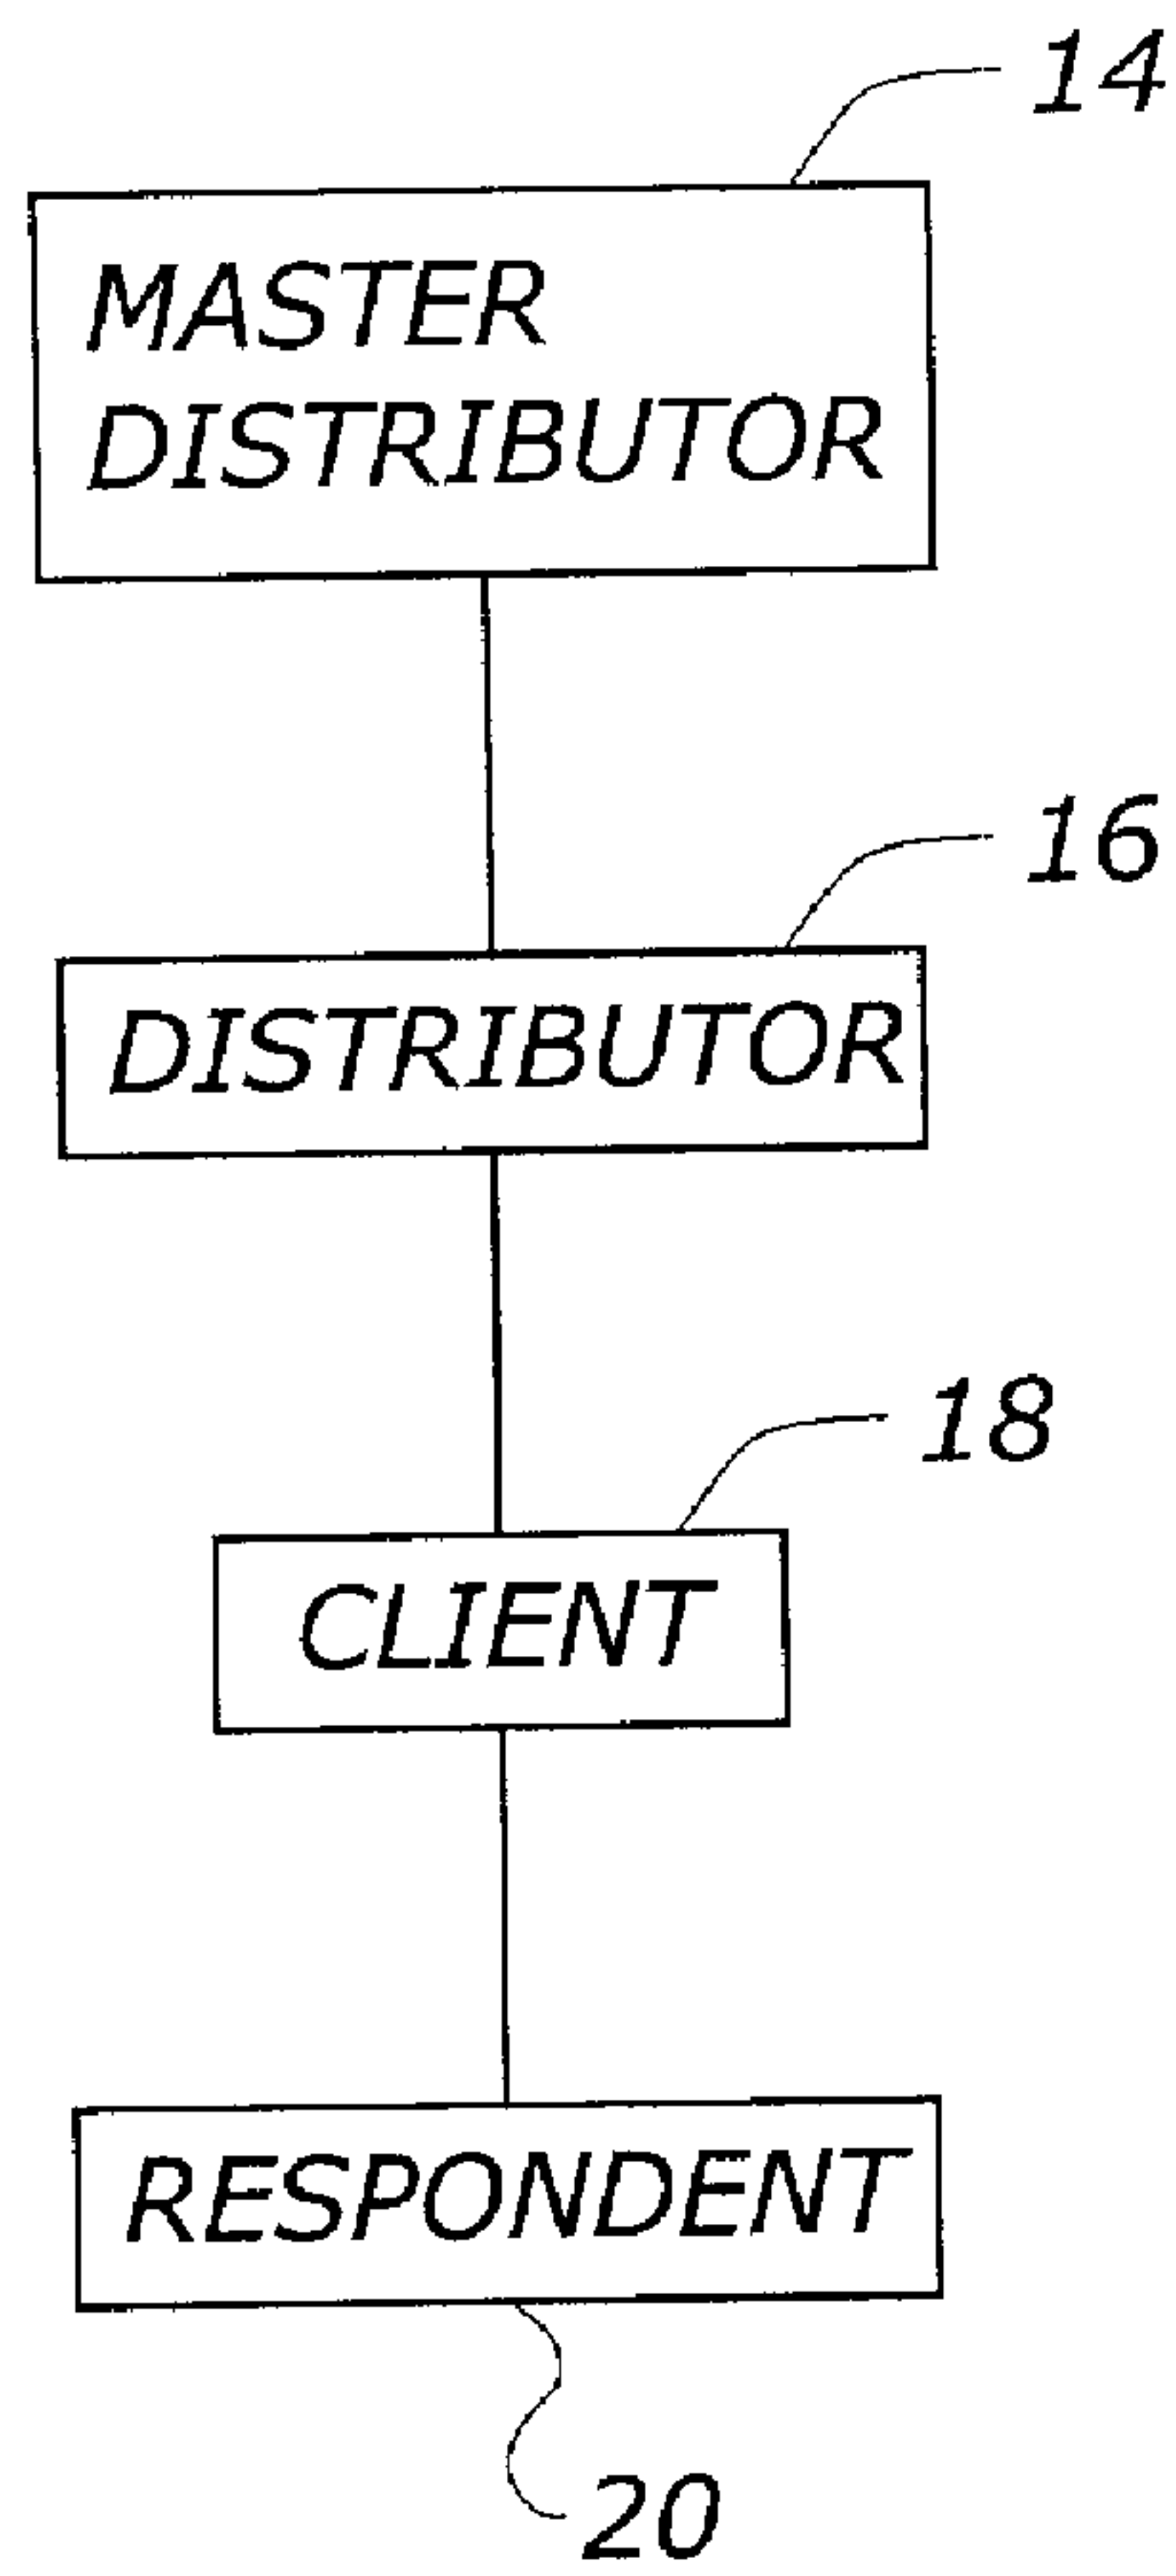 14
MASTER
DISTRIBUTOR
16
DISTRIBUTOR
18
CLIENT
RESPONDENT
20